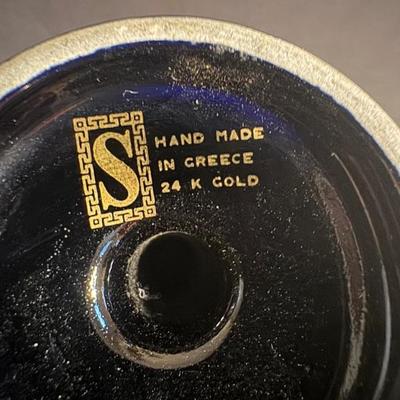 S
HAND MADE
IN GREECE
24 K GOLD